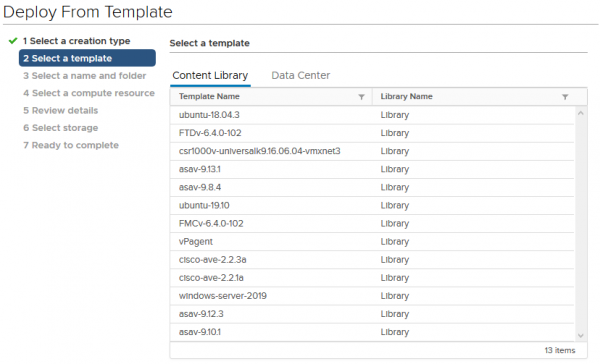 Deploy From Template
1 Select a creation type
2 Select a template
3 Select a name and folder
4 Select a compute resource
5 Review details
6 Select storage
7 Ready to complete
Select a template
Content Library Data Center
Template Name Library Name
ubuntu-18.04.3 Library
FTDv-6.4.0-102 Library
csr1000v-universalk9.16.06.04-vmxnet3 Library
asav-9.13.1 Library
asav-9.8.4 Library
ubuntu-19.10 Library
FMCv-6.4.0-102 Library
vPagent Library
cisco-ave-2.2.3a Library
cisco-ave-2.2.1a Library
windows-server-2019 Library
asav-9.12.3 Library
asav-9.10.1 Library
13 items